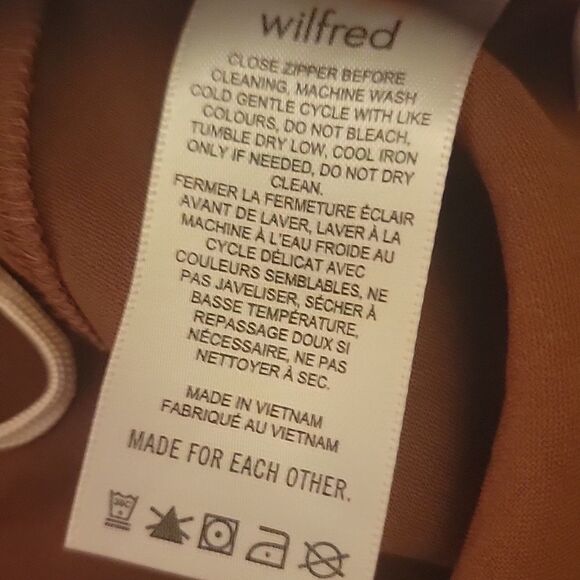 wilfred
CLOSE ZIPPER BEFORE
CLEANING, MACHINE WASH
COLD GENTLE CYCLE WITH LIKE
COLOURS, DO NOT BLEACH,
TUMBLE DRY LOW, COOL IRON
ONLY IF NEEDED, DO NOT DRY
CLEAN.
FERMER LA FERMETURE ÉCLAIR
AVANT DE LAVER, LAVER À LA
MACHINE À L'EAU FROIDE AU
CYCLE DÉLICAT AVEC
COULEURS SEMBLABLES, NE
PAS JAVELISER, SÉCHER À
BASSE TEMPÉRATURE,
REPASSAGE DOUX SI
NÉCESSAIRE, NE PAS
NETTOYER À SEC.
MADE IN VIETNAM
FABRIQUÉ AU VIETNAM
MADE FOR EACH OTHER.
30C